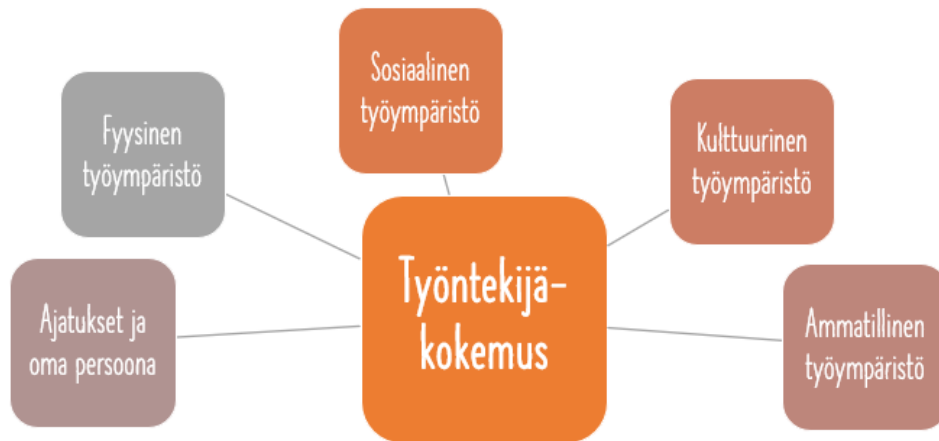 Sosiaalinen
työympäristö
Fyysinen
työympäristö
Kulttuurinen
työympäristö
Työntekijä-
kokemus
Ajatukset ja
oma persoona
Ammatillinen
työympäristö